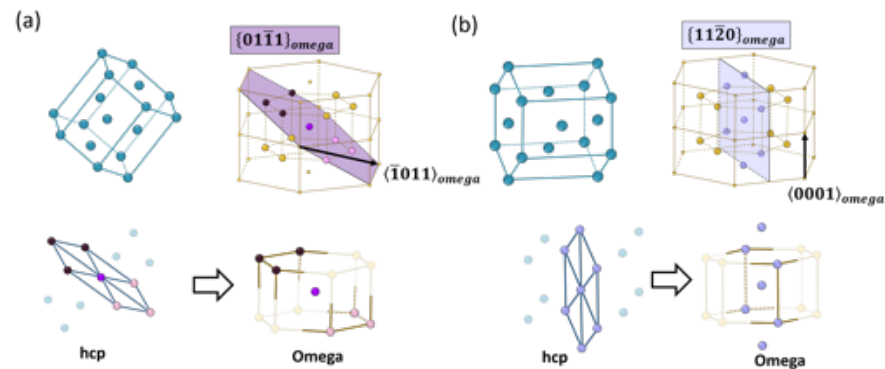 (a)
{011̅1}omega
⟨1̅011⟩omega
hcp
Omega
(b)
{112̅0}omega
⟨0001⟩omega
hcp
Omega